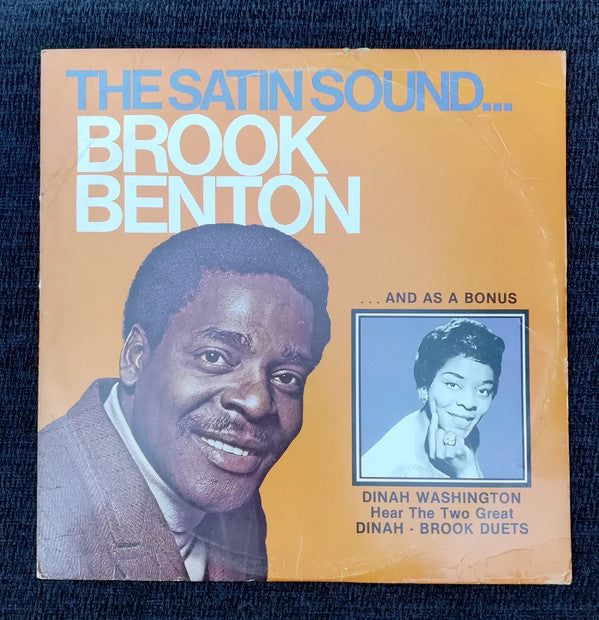 THE SATIN SOUND...
BROOK
BENTON
...AND AS A BONUS
DINAH WASHINGTON
Hear The Two Great
DINAH - BROOK DUETS